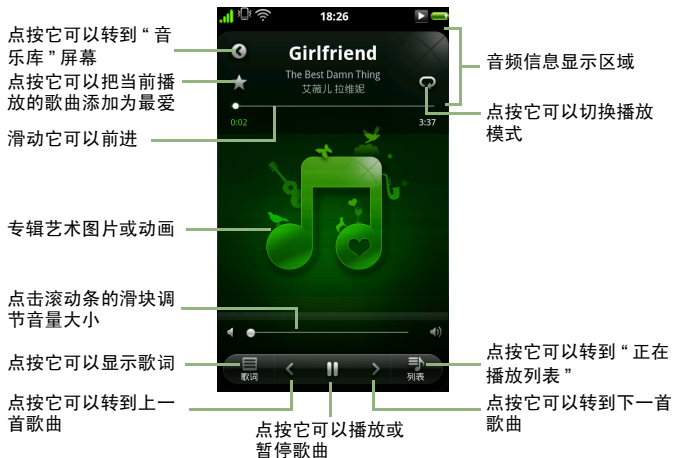 18:26
点按它可以转到“音
乐库”屏幕
点按它可以把当前播
放的歌曲添加为最爱
滑动它可以前进
专辑艺术图片或动画
点击滚动条的滑块调
节音量大小
点按它可以显示歌词
点按它可以转到上一
首歌曲
Girlfriend
The Best Damn Thing
艾薇儿 拉维妮
0:02
3:37
歌词
列表
点按它可以播放或
暂停歌曲
音频信息显示区域
点按它可以切换播放
模式
点按它可以转到“正在
播放列表”
点按它可以转到下一首
歌曲